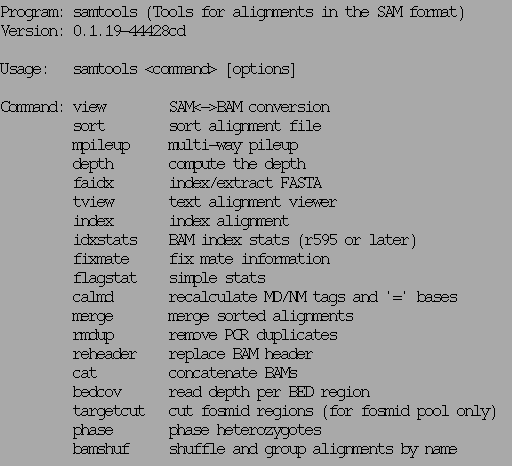 Program: samtools (Tools for alignments in the SAM format)
Version: 0.1.19-44428cd
Usage: samtools <command> [options]
Command: view SAM<->BAM conversion
sort sort alignment file
mpileup multi-way pileup
depth compute the depth
faidx index/extract FASTA
tview text alignment viewer
index index alignment
idxstats BAM index stats (r595 or later)
fixmate fix mate information
flagstat simple stats
calmd recalculate MD/NM tags and '=' bases
merge merge sorted alignments
rmdup remove PCR duplicates
reheader replace BAM header
cat concatenate BAMs
bedcov read depth per BED region
targetcut cut fosmid regions (for fosmid pool only)
phase phase heterozygotes
bamshuf shuffle and group alignments by name